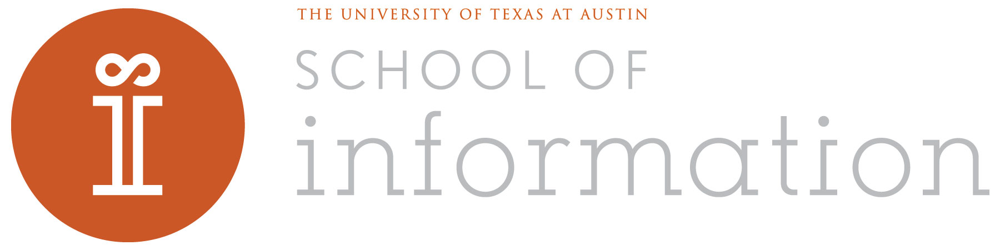 THE UNIVERSITY OF TEXAS AT AUSTIN
SCHOOL OF
information